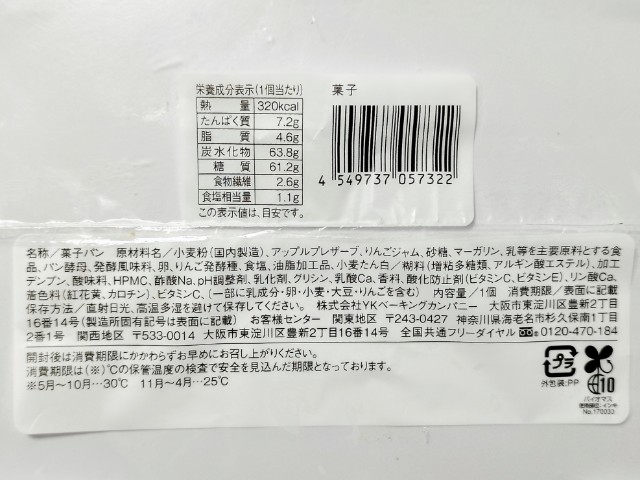 栄養成分表示(1個当たり)
熱量 320kcal
たんぱく質 7.2g
脂質 4.6g
炭水化物 63.8g
糖質 61.2g
食物繊維 2.6g
食塩相当量 1.1g
この表示値は、目安です。
菓子
4 549737 057322
名称／菓子パン 原材料名／小麦粉(国内製造)、アップルプレザーブ、りんごジャム、砂糖、マーガリン、乳等を主要原料とする食
品、パン酵母、発酵風味料、卵、りんご発酵種、食塩、油脂加工品、小麦たん白／糊料(増粘多糖類、アルギン酸エステル)、加工
デンプン、酸味料、HPMC、酢酸Na、pH調整剤、乳化剤、グリシン、乳酸Ca、香料、酸化防止剤(ビタミンC、ビタミンE)、リン酸Ca、
着色料(紅花黄、カロチン)、ビタミンC、(一部に乳成分・卵・小麦・大豆・りんごを含む) 内容量／1個 消費期限／表面に記載
保存方法／直射日光、高温多湿を避けて保存してください。 株式会社YKベーキングカンパニー 大阪市東淀川区豊新2丁目
16番14号(製造所固有記号は表面に記載) お客様センター 関東地区 〒243-0427 神奈川県海老名市杉久保南1丁目
2番1号 関西地区 〒533-0014 大阪市東淀川区豊新2丁目16番14号 全国共通フリーダイヤル 0120-470-184
開封後は消費期限にかかわらずお早めにお召し上がりください。
消費期限は(※)℃の保管温度の検査で安全を見込んだ期限となっております。
※5月～10月…30℃ 11月～4月…25℃
プラ
外包装:PP
10
バイオマス
使用部位:インキ
No.170033